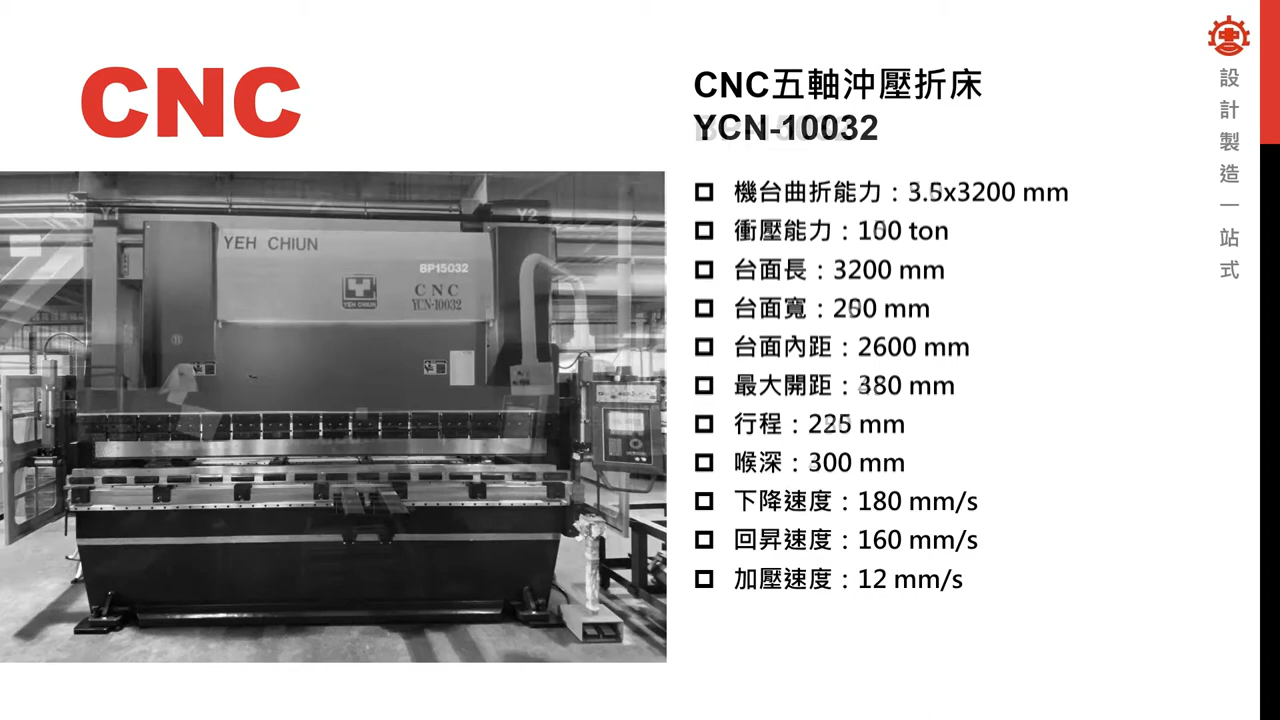 CNC
CNC五軸沖壓折床
YCN-10032
機台曲折能力：3.5x3200 mm
衝壓能力：100 ton
台面長：3200 mm
台面寬：200 mm
台面內距：2600 mm
最大開距：380 mm
行程：225 mm
喉深：300 mm
下降速度：180 mm/s
回昇速度：160 mm/s
加壓速度：12 mm/s
設計製造一站式
YEH CHIUN
Y2
BP15032
CNC
YCN-10032
YEH CHIUN